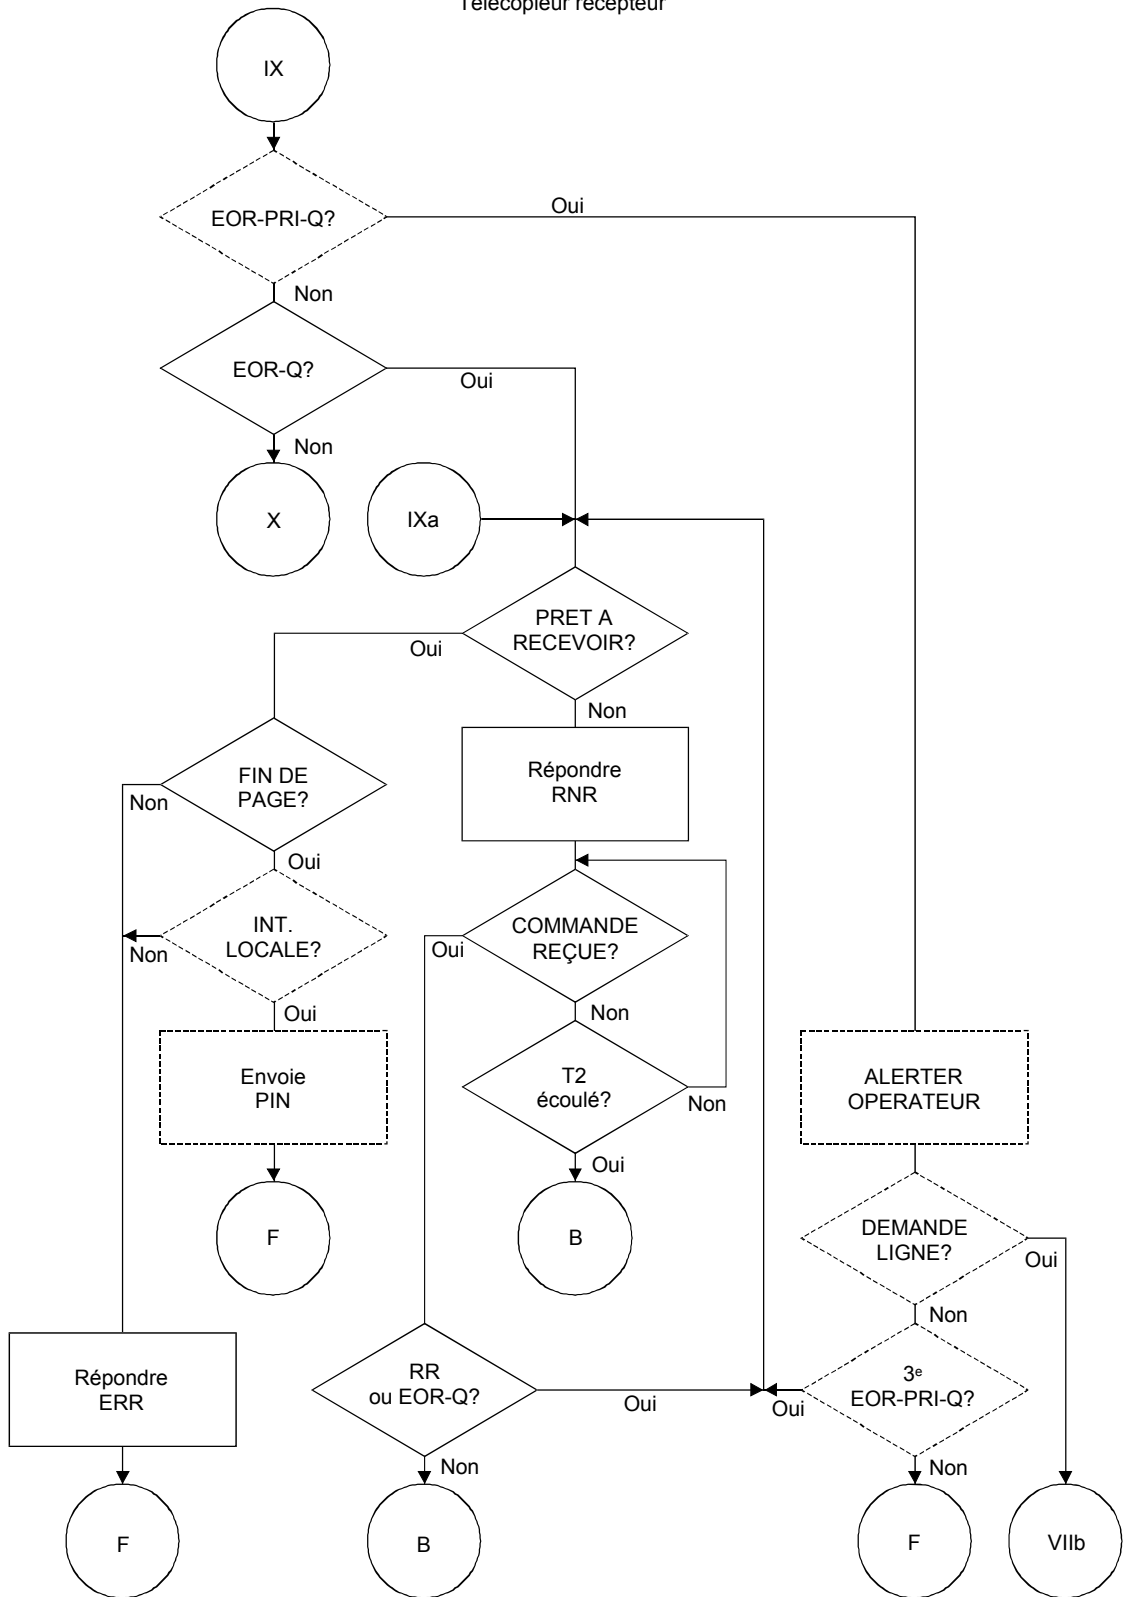 Télécopieur récepteur
IX
EOR-PRI-Q?
Oui
Non
EOR-Q?
Oui
Non
X
IXa
PRET A
RECEVOIR?
Oui
Non
Répondre
RNR
FIN DE
PAGE?
Non
Oui
INT.
LOCALE?
Non
Oui
COMMANDE
REÇUE?
Oui
Non
Envoie
PIN
T2
écoulé?
Non
Oui
ALERTER
OPERATEUR
F
B
DEMANDE
LIGNE?
Oui
Non
Répondre
ERR
RR
ou EOR-Q?
Oui
Non
3e
EOR-PRI-Q?
Oui
Non
F
B
F
VIIb